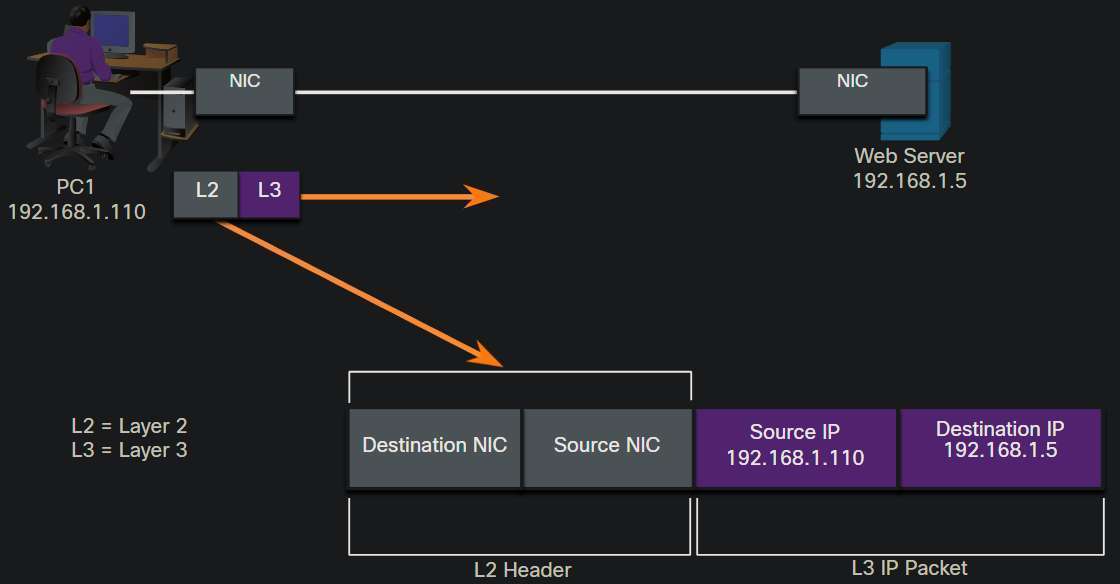 NIC
NIC
Web Server
192.168.1.5
PC1
192.168.1.110
L2
L3
L2 = Layer 2
L3 = Layer 3
Destination NIC
Source NIC
Source IP
192.168.1.110
Destination IP
192.168.1.5
L2 Header
L3 IP Packet